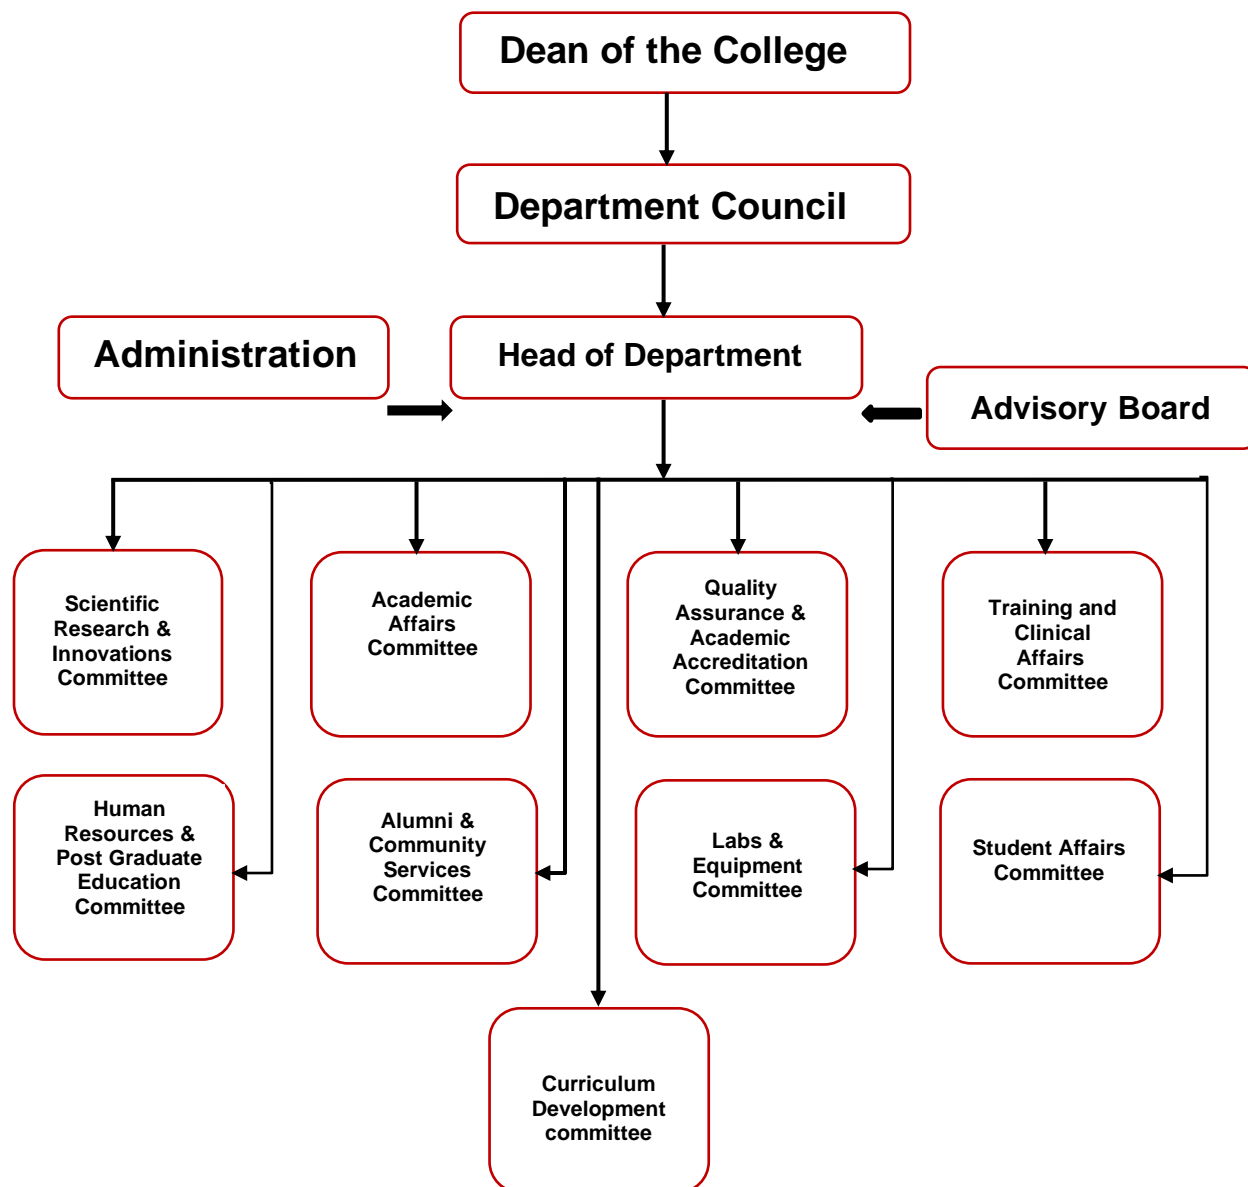 Dean of the College
Department Council
Administration
Head of Department
Advisory Board
Scientific
Research &
Innovations
Committee
Academic
Affairs
Committee
Quality
Assurance &
Academic
Accreditation
Committee
Training and
Clinical
Affairs
Committee
Human
Resources &
Post Graduate
Education
Committee
Alumni &
Community
Services
Committee
Labs &
Equipment
Committee
Student Affairs
Committee
Curriculum
Development
committee